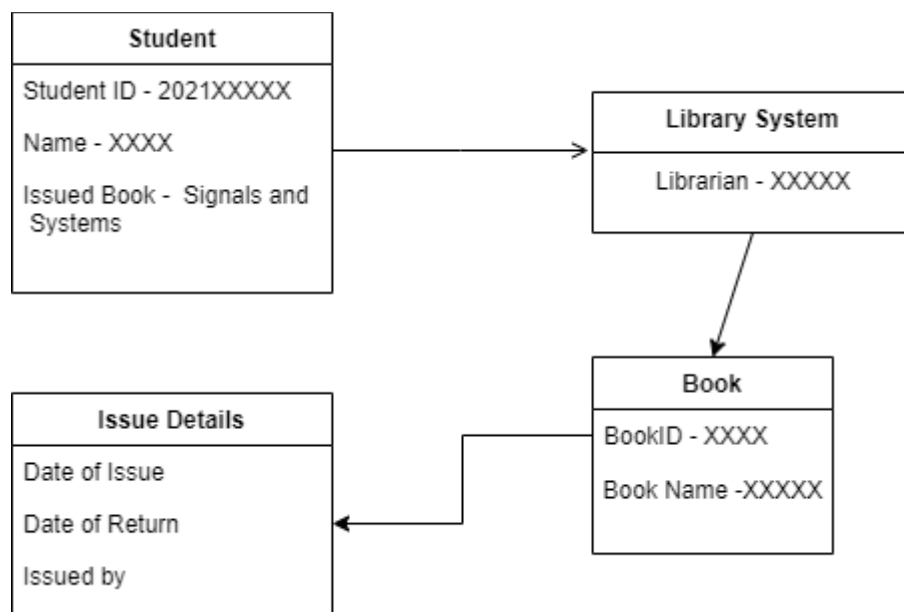 Student
Student ID - 2021XXXXX
Name - XXXX
Issued Book -  Signals and
Systems
Library System
Librarian - XXXXX
Book
BookID - XXXX
Book Name -XXXXX
Issue Details
Date of Issue
Date of Return
Issued by